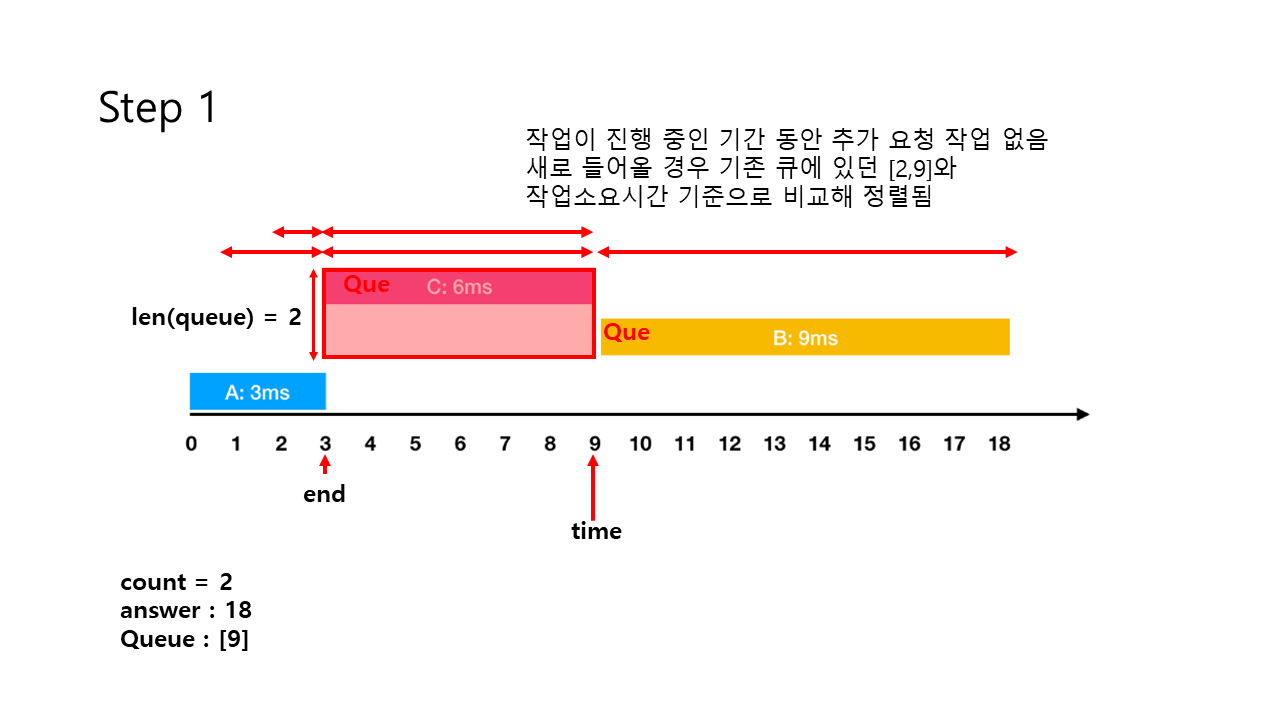 Step 1
작업이 진행 중인 기간 동안 추가 요청 작업 없음
새로 들어올 경우 기존 큐에 있던 [2,9]와
작업소요시간 기준으로 비교해 정렬됨
Que
C: 6ms
len(queue) = 2
Que
B: 9ms
A: 3ms
0 1 2 3 4 5 6 7 8 9 10 11 12 13 14 15 16 17 18
end
time
count = 2
answer : 18
Queue : [9]